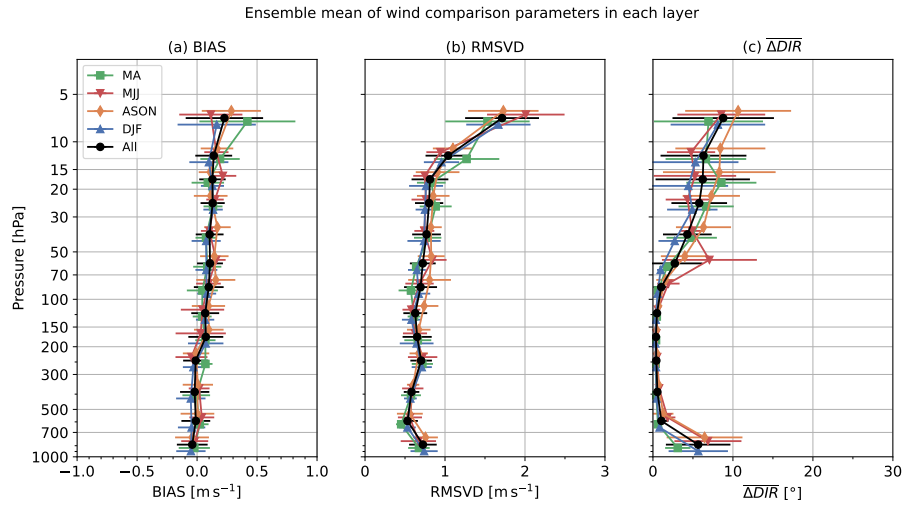 Ensemble mean of wind comparison parameters in each layer
(a) BIAS
(b) RMSVD
(c) \overline{ΔDIR}
Pressure [hPa]
5
10
15
20
30
50
70
100
150
200
300
500
700
1000
MA
MJJ
ASON
DJF
All
−1.0 −0.5 0.0 0.5 1.0
0 1 2 3
0 10 20 30
BIAS [m s⁻¹]
RMSVD [m s⁻¹]
\overline{ΔDIR} [°]